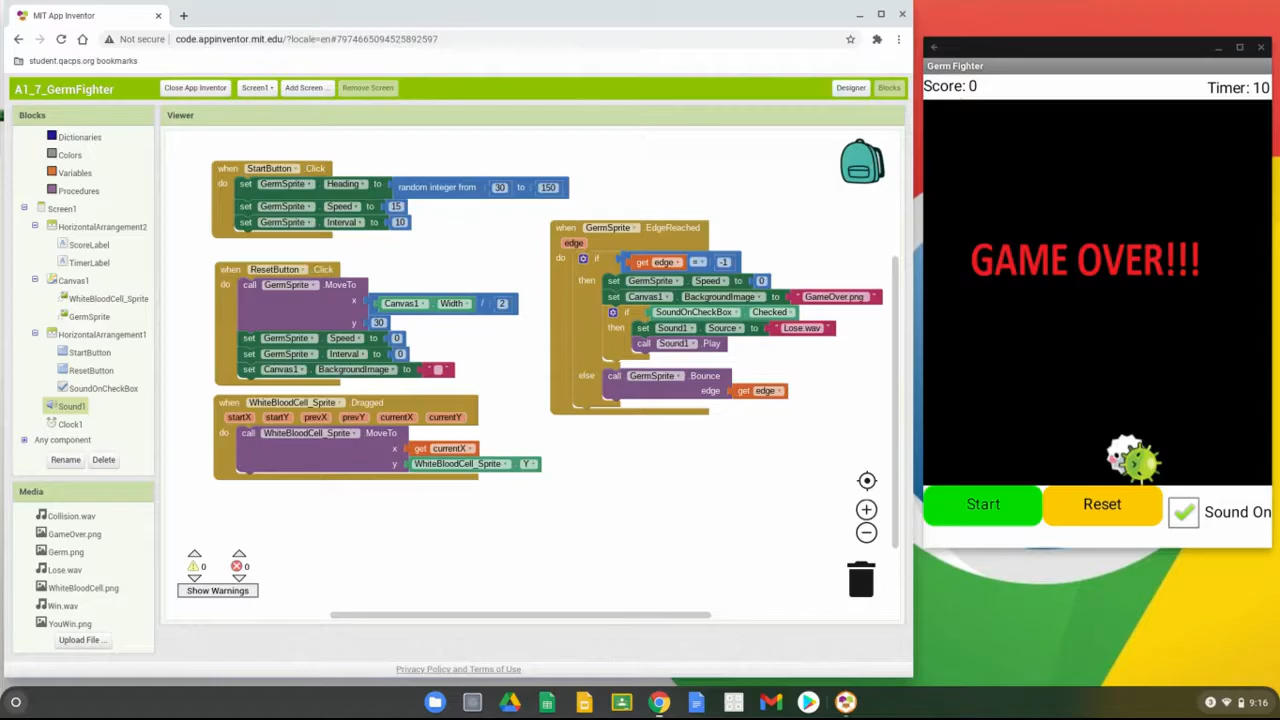 MIT App Inventor
Not secure
code.appinventor.mit.edu/?locale=en#7974665094525892597
student.qacps.org bookmarks
A1_7_GermFighter
Close App Inventor
Screen1
Add Screen ...
Remove Screen
Designer
Blocks
Blocks
Viewer
Dictionaries
Colors
Variables
Procedures
Screen1
HorizontalArrangement2
ScoreLabel
TimerLabel
Canvas1
WhiteBloodCell_Sprite
GermSprite
HorizontalArrangement1
StartButton
ResetButton
SoundOnCheckBox
Sound1
Clock1
Any component
Rename
Delete
Media
Collision.wav
GameOver.png
Germ.png
Lose.wav
WhiteBloodCell.png
Win.wav
YouWin.png
Upload File ...
when StartButton . Click
do set GermSprite . Heading to random integer from 30 to 150
set GermSprite . Speed to 15
set GermSprite . Interval to 10
when ResetButton . Click
do call GermSprite . MoveTo
x Canvas1 . Width / 2
y 30
set GermSprite . Speed to 0
set GermSprite . Interval to 0
set Canvas1 . BackgroundImage to " "
when WhiteBloodCell_Sprite . Dragged
startX startY prevX prevY currentX currentY
do call WhiteBloodCell_Sprite . MoveTo
x get currentX
y WhiteBloodCell_Sprite . Y
when GermSprite . EdgeReached
edge
do if get edge = -1
then set GermSprite . Speed to 0
set Canvas1 . BackgroundImage to " GameOver.png "
if SoundOnCheckBox . Checked
then set Sound1 . Source to " Lose.wav "
call Sound1 . Play
else call GermSprite . Bounce
edge get edge
0
0
Show Warnings
Privacy Policy and Terms of Use
Germ Fighter
Score: 0
Timer: 10
GAME OVER!!!
Start
Reset
Sound On
3
9:16